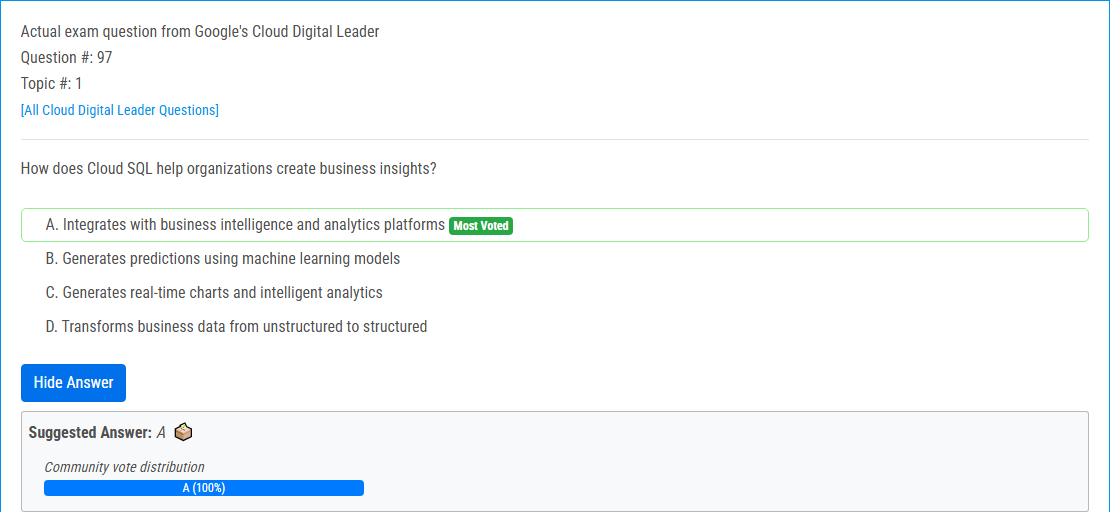 Actual exam question from Google's Cloud Digital Leader
Question #: 97
Topic #: 1
[All Cloud Digital Leader Questions]
How does Cloud SQL help organizations create business insights?
A. Integrates with business intelligence and analytics platforms Most Voted
B. Generates predictions using machine learning models
C. Generates real-time charts and intelligent analytics
D. Transforms business data from unstructured to structured
Hide Answer
Suggested Answer: A
Community vote distribution
A (100%)